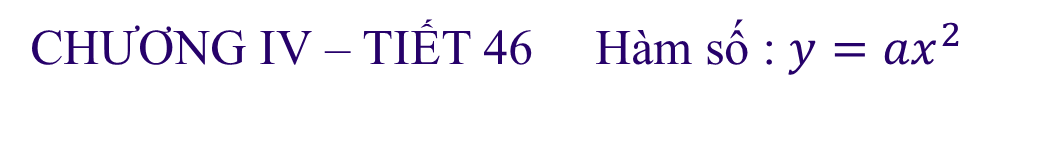 CHƯƠNG IV – TIẾT 46 Hàm số : y = ax²